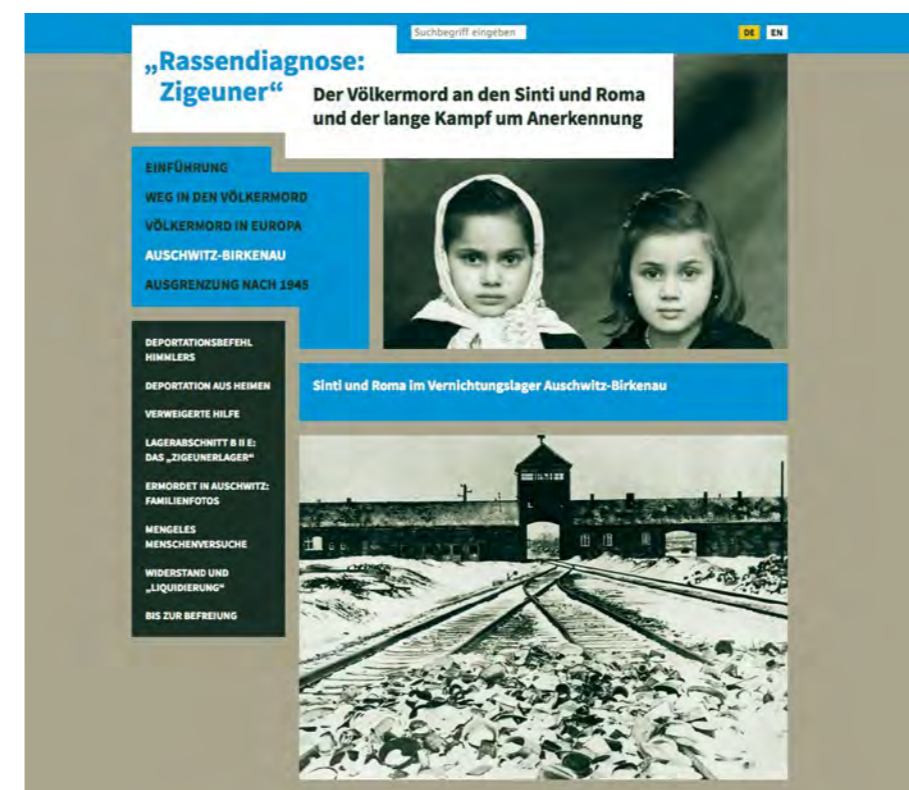 Suchbegriff eingeben
DE EN
„Rassendiagnose:
Zigeuner“
Der Völkermord an den Sinti und Roma
und der lange Kampf um Anerkennung
EINFÜHRUNG
WEG IN DEN VÖLKERMORD
VÖLKERMORD IN EUROPA
AUSCHWITZ-BIRKENAU
AUSGRENZUNG NACH 1945
DEPORTATIONSBEFEHL
HIMMLERS
DEPORTATION AUS HEIMEN
VERWEIGERTE HILFE
LAGERABSCHNITT B II E:
DAS „ZIGEUNERLAGER“
ERMORDET IN AUSCHWITZ:
FAMILIENFOTOS
MENGELES
MENSCHENVERSUCHE
WIDERSTAND UND
„LIQUIDIERUNG“
BIS ZUR BEFREIUNG
Sinti und Roma im Vernichtungslager Auschwitz-Birkenau